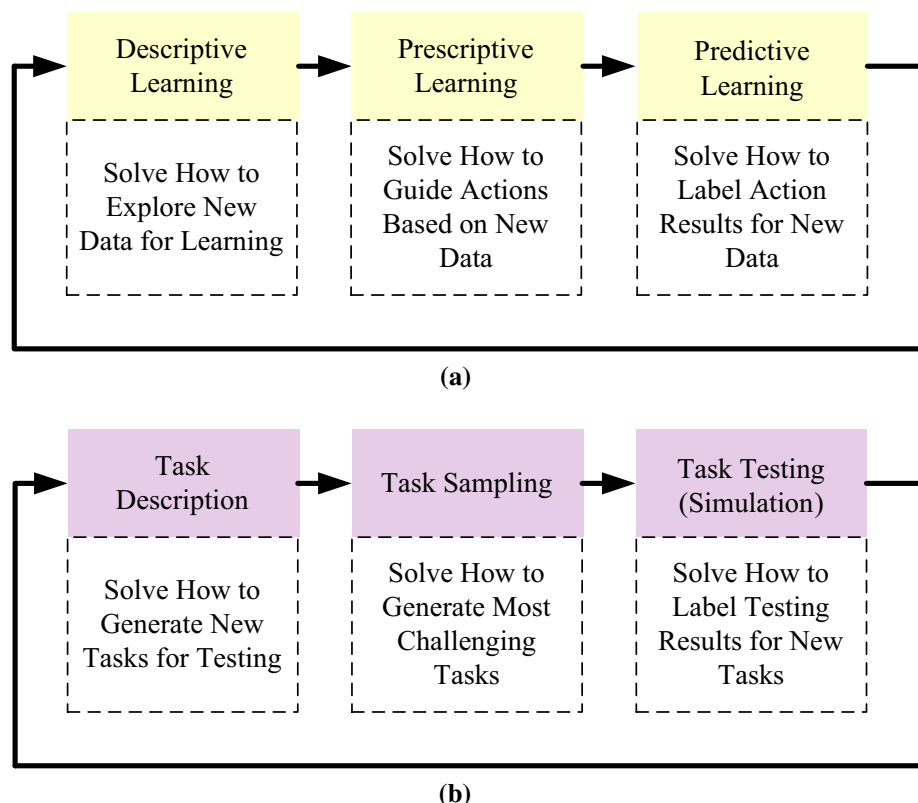 Descriptive
Learning
Prescriptive
Learning
Predictive
Learning
Solve How to
Explore New
Data for Learning
Solve How to
Guide Actions
Based on New
Data
Solve How to
Label Action
Results for New
Data
(a)
Task
Description
Task Sampling
Task Testing
(Simulation)
Solve How to
Generate New
Tasks for Testing
Solve How to
Generate Most
Challenging
Tasks
Solve How to
Label Testing
Results for New
Tasks
(b)